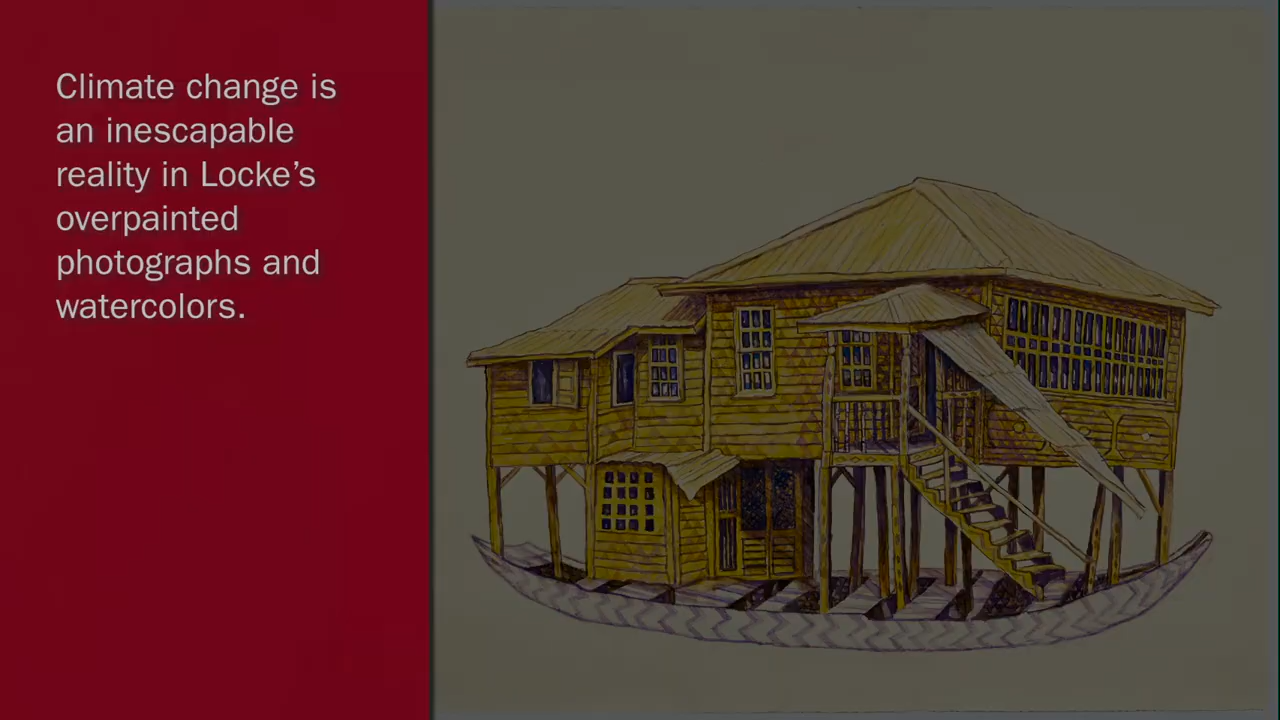 Climate change is
an inescapable
reality in Locke’s
overpainted
photographs and
watercolors.